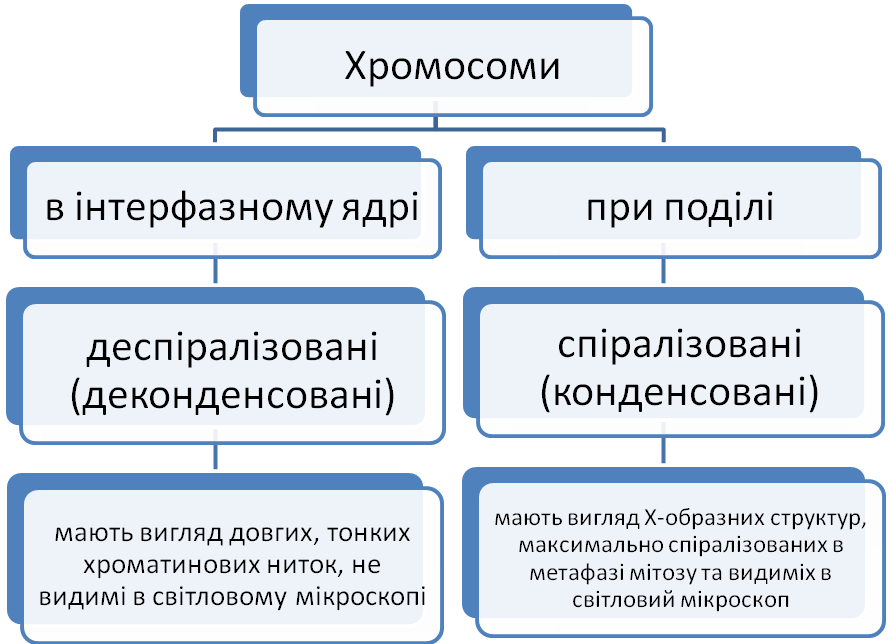 Хромосоми
в інтерфазному ядрі
при поділі
деспіралізовані
(деконденсовані)
спіралізовані
(конденсовані)
мають вигляд довгих, тонких
хроматинових ниток, не
видимі в світловому мікроскопі
мають вигляд Х-образних структур,
максимально спіралізованих в
метафазі мітозу та видиміх в
світловий мікроскоп